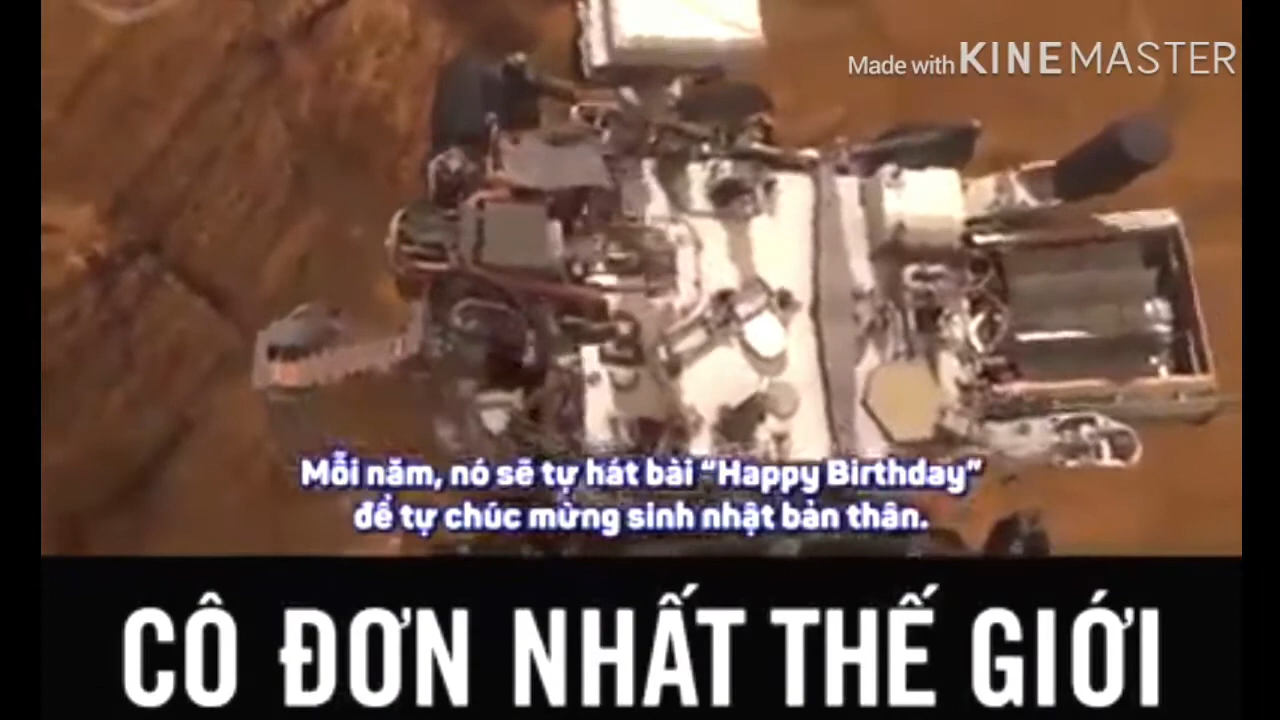 Made with KINEMASTER
Mỗi năm, nó sẽ tự hát bài “Happy Birthday”
để tự chúc mừng sinh nhật bản thân.
CÔ ĐƠN NHẤT THẾ GIỚI